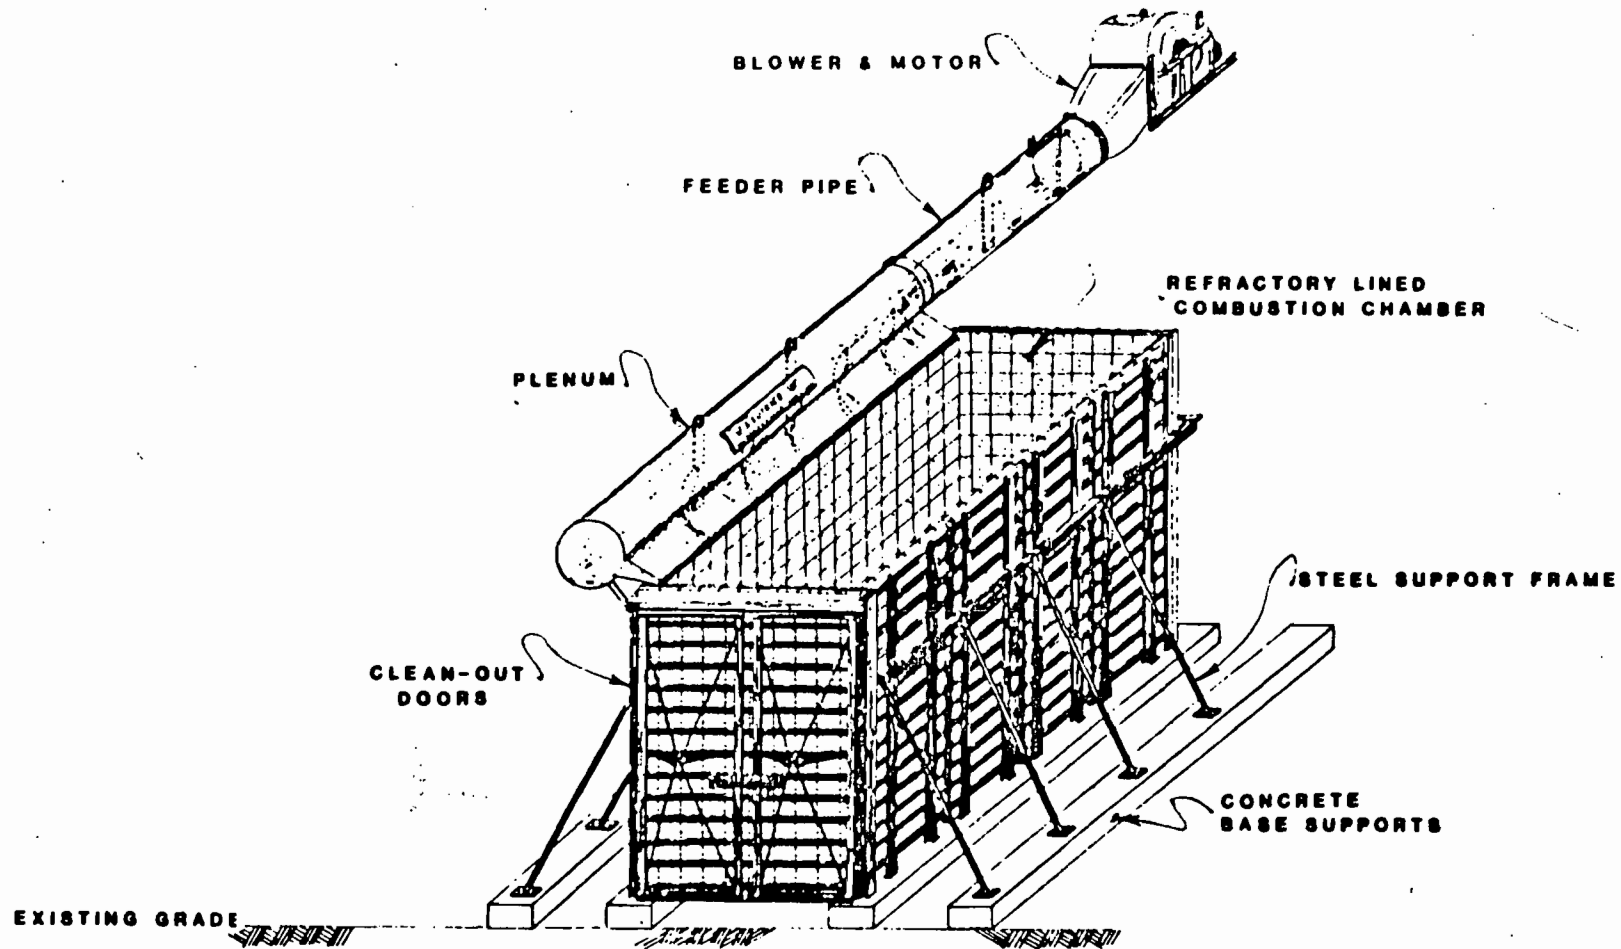 BLOWER & MOTOR
FEEDER PIPE
REFRACTORY LINED
COMBUSTION CHAMBER
PLENUM
STEEL SUPPORT FRAME
CLEAN-OUT
DOORS
CONCRETE
BASE SUPPORTS
EXISTING GRADE